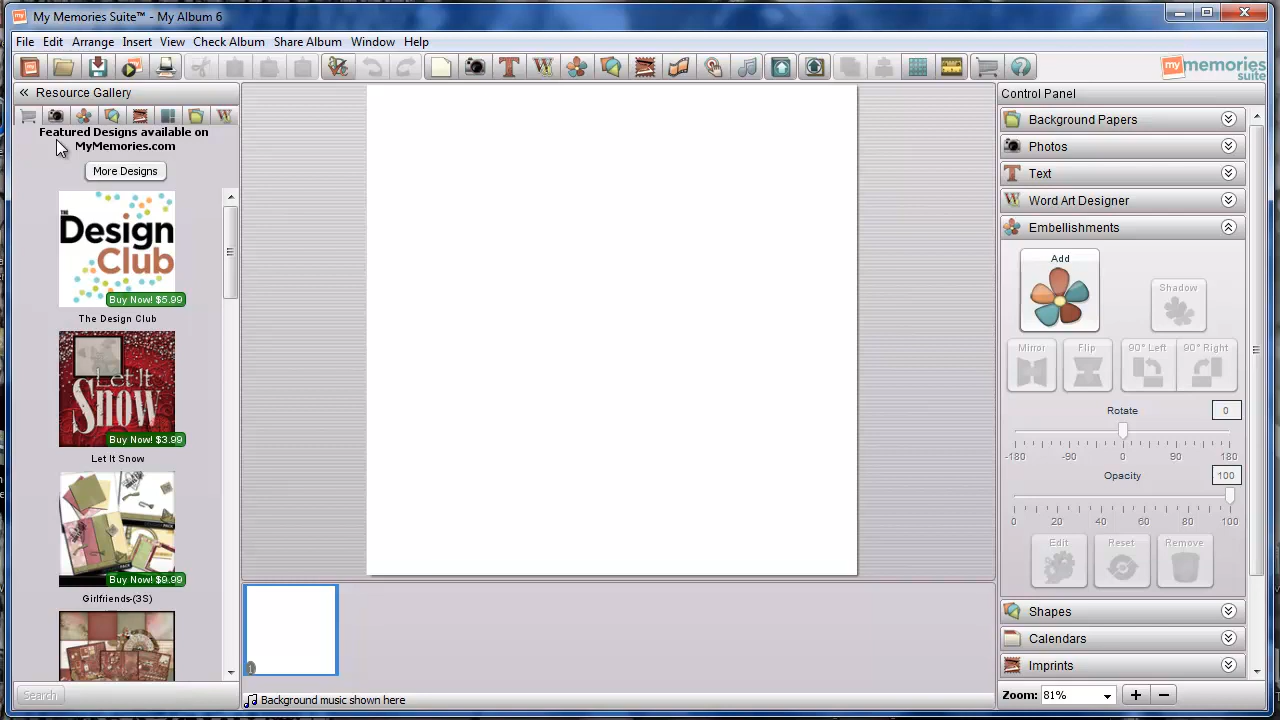 My Memories Suite™ - My Album 6
File Edit Arrange Insert View Check Album Share Album Window Help
my memories suite
Resource Gallery
Featured Designs available on
MyMemories.com
More Designs
THE
Design
Club
Buy Now! $5.99
The Design Club
Let It
Snow
Buy Now! $3.99
Let It Snow
Buy Now! $9.99
Girlfriends-(3S)
Search
1
Background music shown here
Control Panel
Background Papers
Photos
Text
Word Art Designer
Embellishments
Add
Shadow
Mirror Flip 90° Left 90° Right
Rotate 0
-180 -90 0 90 180
Opacity 100
0 20 40 60 80 100
Edit Reset Remove
Shapes
Calendars
Imprints
Zoom: 81%